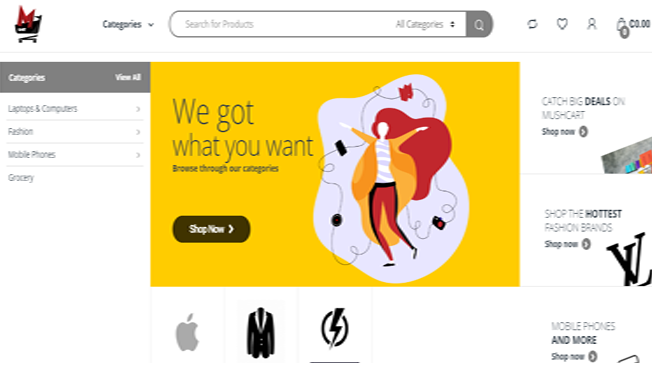 Categories
Search for Products
All Categories
0
₵0.00
Categories
View All
Laptops & Computers
Fashion
Mobile Phones
Grocery
We got
what you want
Browse through our categories
Shop Now
CATCH BIG DEALS ON
MUSHCART
Shop now
SHOP THE HOTTEST
FASHION BRANDS
Shop now
LV
MOBILE PHONES
AND MORE
Shop now